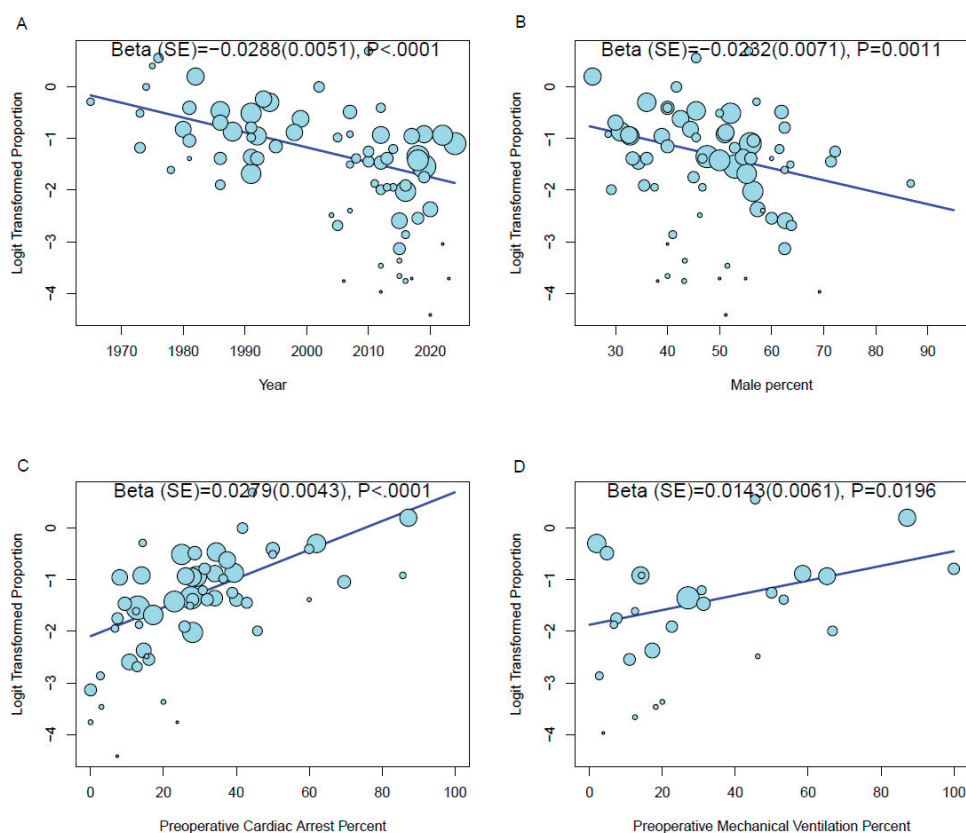 A
Beta (SE)=−0.0288(0.0051), P<.0001
Logit Transformed Proportion
0
−1
−2
−3
−4
1970 1980 1990 2000 2010 2020
Year
B
Beta (SE)=−0.0232(0.0071), P=0.0011
Logit Transformed Proportion
0
−1
−2
−3
−4
30 40 50 60 70 80 90
Male percent
C
Beta (SE)=0.0279(0.0043), P<.0001
Logit Transformed Proportion
0
−1
−2
−3
−4
0 20 40 60 80 100
Preoperative Cardiac Arrest Percent
D
Beta (SE)=0.0143(0.0061), P=0.0196
Logit Transformed Proportion
0
−1
−2
−3
−4
0 20 40 60 80 100
Preoperative Mechanical Ventilation Percent